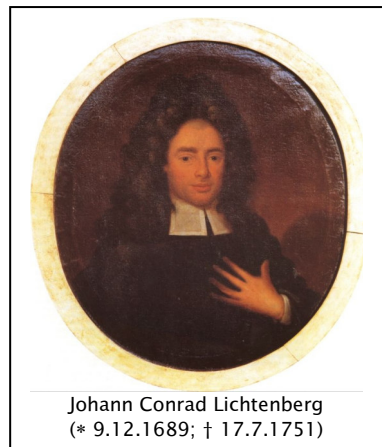 Johann Conrad Lichtenberg
(* 9.12.1689; † 17.7.1751)